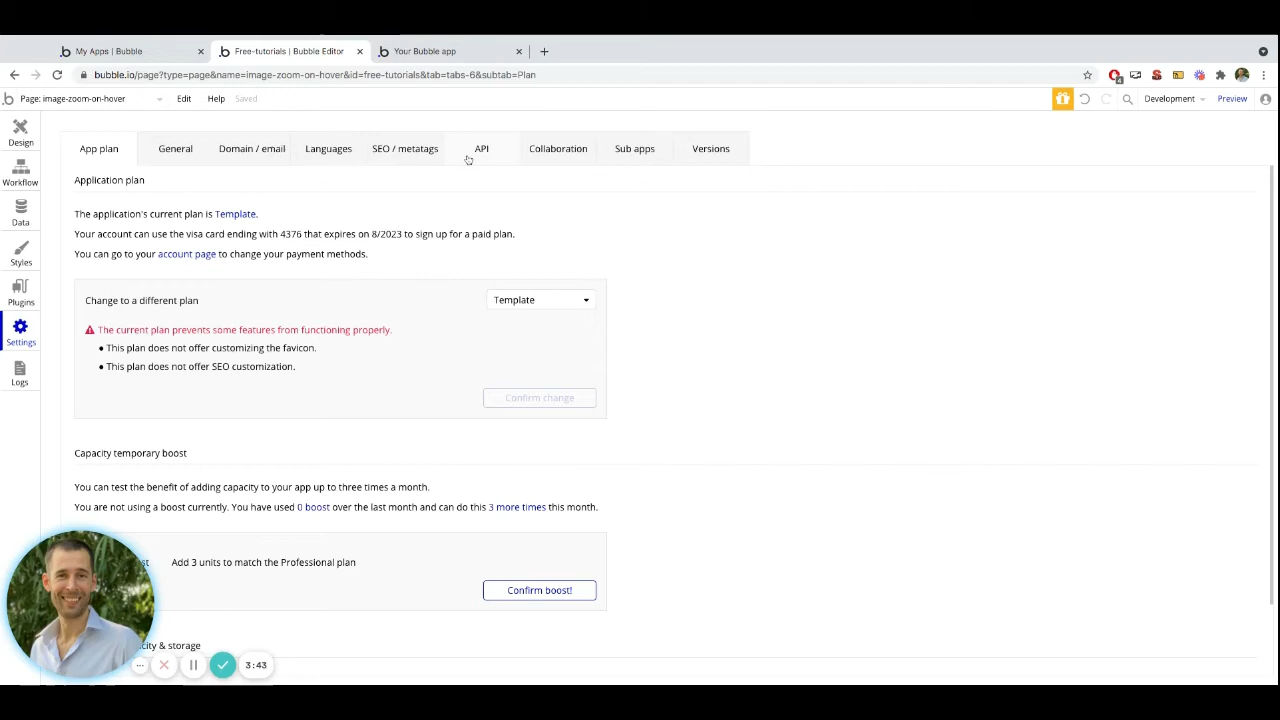 My Apps | Bubble
Free-tutorials | Bubble Editor
Your Bubble app
bubble.io/page?type=page&name=image-zoom-on-hover&id=free-tutorials&tab=tabs-6&subtab=Plan
Page: image-zoom-on-hover
Edit
Help
Saved
Development
Preview
Design
Workflow
Data
Styles
Plugins
Settings
Logs
App plan
General
Domain / email
Languages
SEO / metatags
API
Collaboration
Sub apps
Versions
Application plan
The application's current plan is Template.
Your account can use the visa card ending with 4376 that expires on 8/2023 to sign up for a paid plan.
You can go to your account page to change your payment methods.
Change to a different plan
Template
The current plan prevents some features from functioning properly.
● This plan does not offer customizing the favicon.
● This plan does not offer SEO customization.
Confirm change
Capacity temporary boost
You can test the benefit of adding capacity to your app up to three times a month.
You are not using a boost currently. You have used 0 boost over the last month and can do this 3 more times this month.
Add 3 units to match the Professional plan
Confirm boost!
& storage
3:43